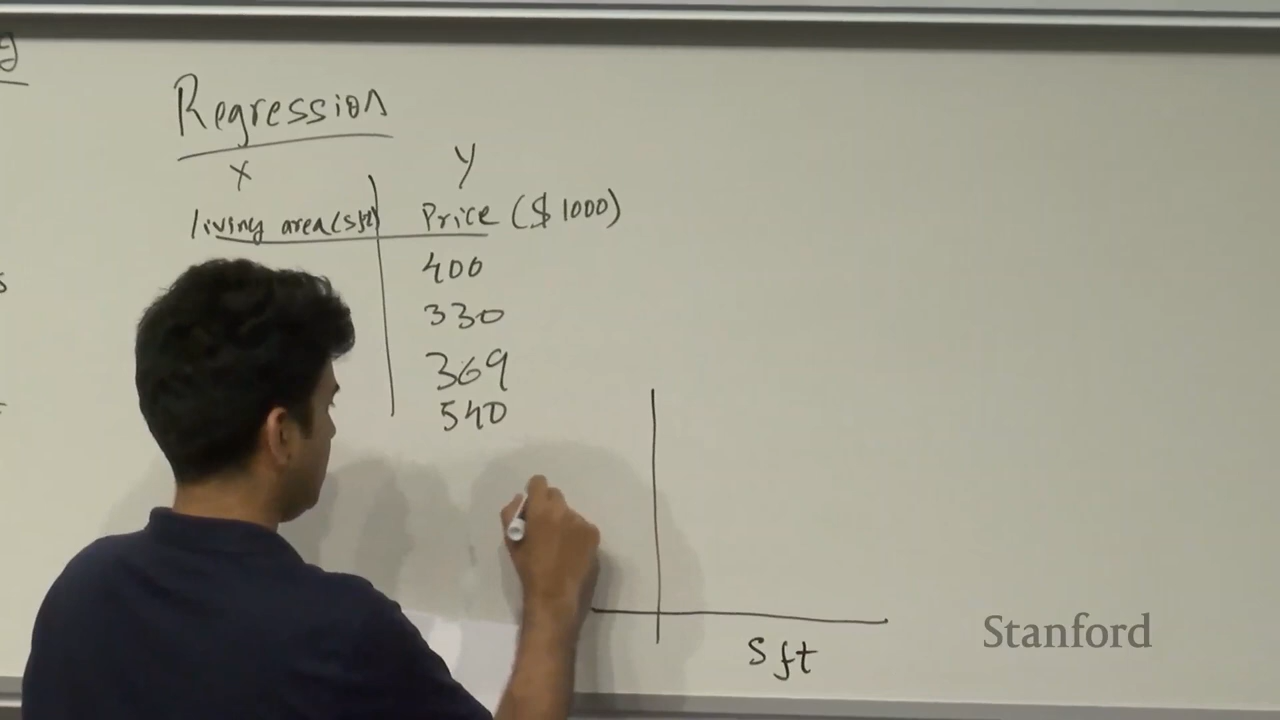 Regression
X Y
living area (sft) Price ($ 1000)
400
330
369
540
Sft
Stanford